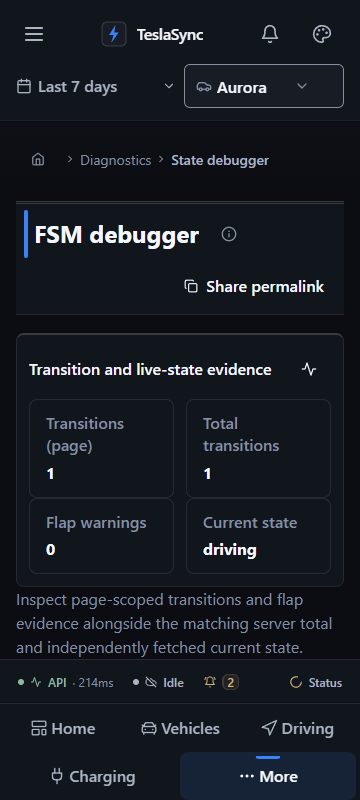 TeslaSync
Last 7 days Aurora
Diagnostics State debugger
FSM debugger
Share permalink
Transition and live-state evidence
Transitions (page)
1
Total transitions
1
Flap warnings
0
Current state
driving
Inspect page-scoped transitions and flap
evidence alongside the matching server total
and independently fetched current state.
API · 214ms Idle 2 Status
Home Vehicles Driving
Charging More